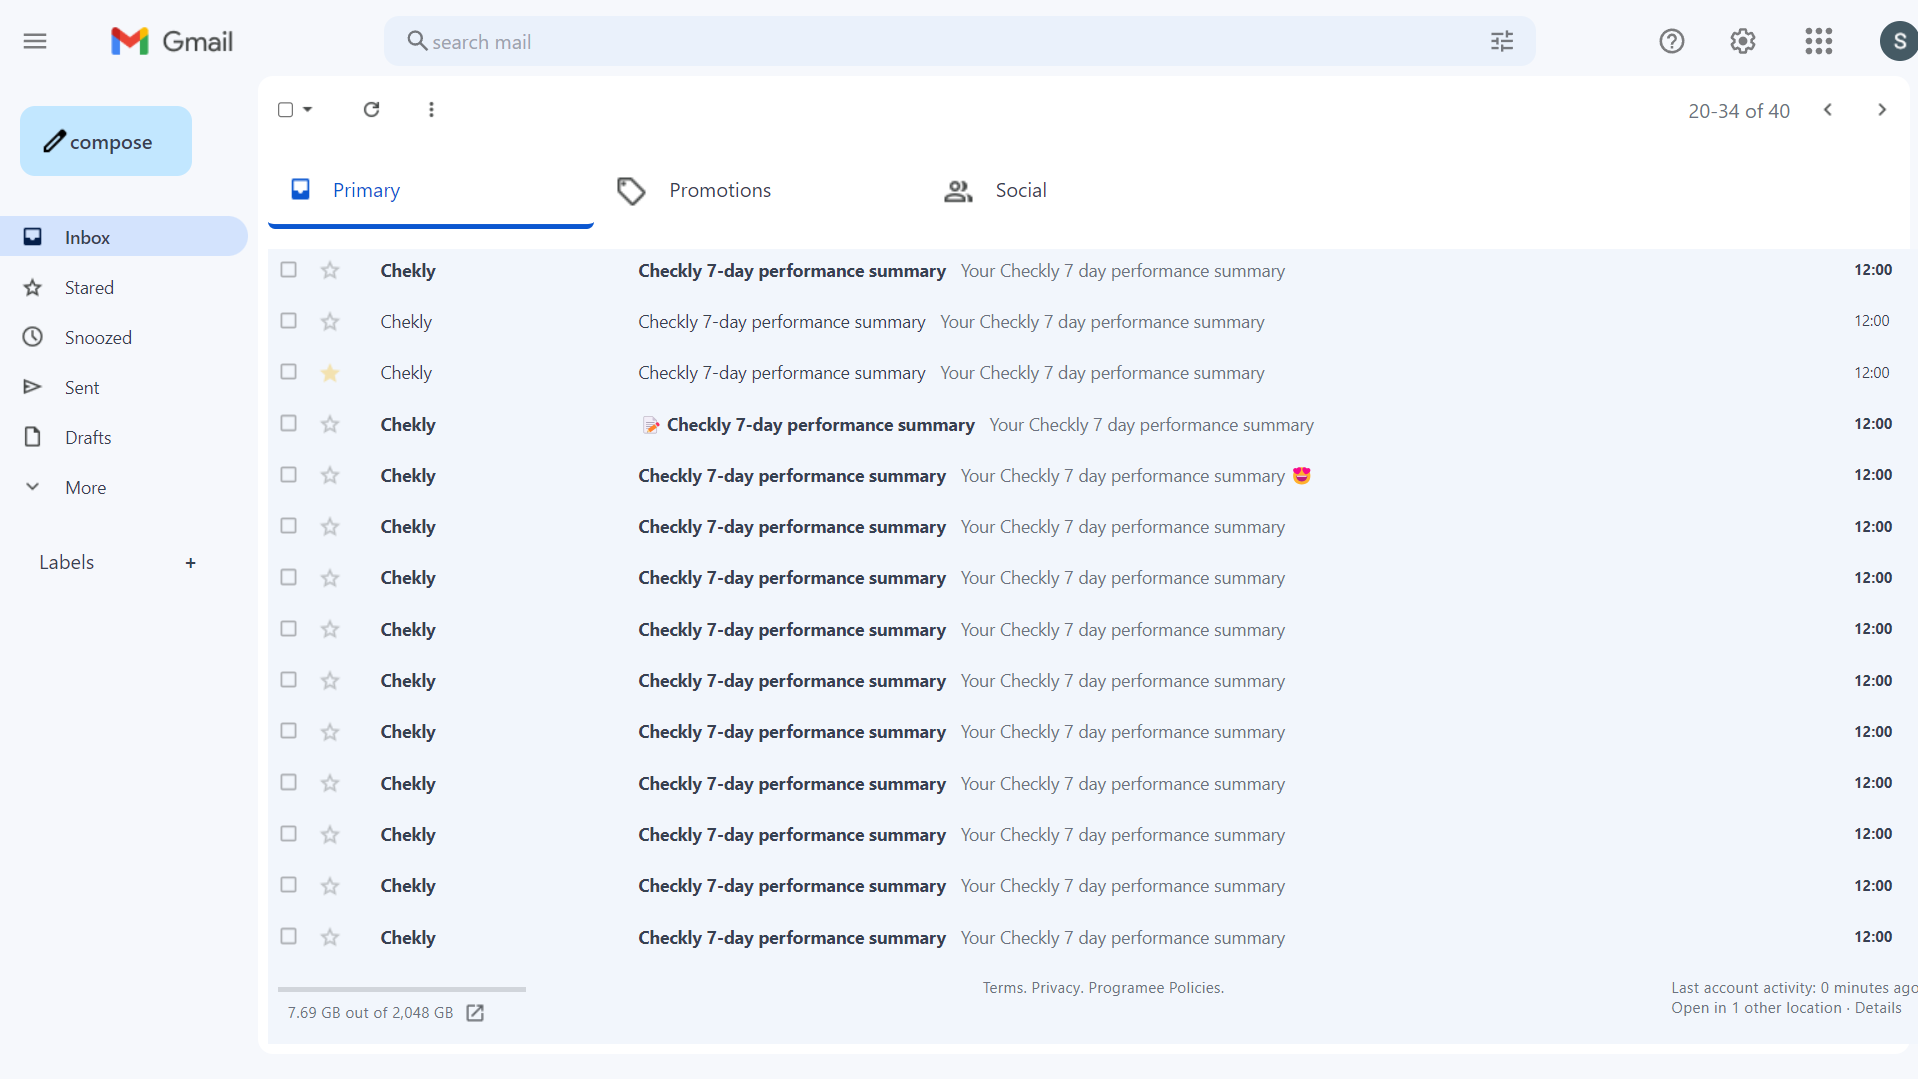 Gmail
search mail
S
compose
20-34 of 40
Primary
Promotions
Social
Inbox
Stared
Snoozed
Sent
Drafts
More
Labels +
Chekly Checkly 7-day performance summary Your Checkly 7 day performance summary 12:00
Chekly Checkly 7-day performance summary Your Checkly 7 day performance summary 12:00
Chekly Checkly 7-day performance summary Your Checkly 7 day performance summary 12:00
Chekly 📝 Checkly 7-day performance summary Your Checkly 7 day performance summary 12:00
Chekly Checkly 7-day performance summary Your Checkly 7 day performance summary 😍 12:00
Chekly Checkly 7-day performance summary Your Checkly 7 day performance summary 12:00
Chekly Checkly 7-day performance summary Your Checkly 7 day performance summary 12:00
Chekly Checkly 7-day performance summary Your Checkly 7 day performance summary 12:00
Chekly Checkly 7-day performance summary Your Checkly 7 day performance summary 12:00
Chekly Checkly 7-day performance summary Your Checkly 7 day performance summary 12:00
Chekly Checkly 7-day performance summary Your Checkly 7 day performance summary 12:00
Chekly Checkly 7-day performance summary Your Checkly 7 day performance summary 12:00
Chekly Checkly 7-day performance summary Your Checkly 7 day performance summary 12:00
Chekly Checkly 7-day performance summary Your Checkly 7 day performance summary 12:00
7.69 GB out of 2,048 GB
Terms. Privacy. Programee Policies.
Last account activity: 0 minutes ago
Open in 1 other location · Details